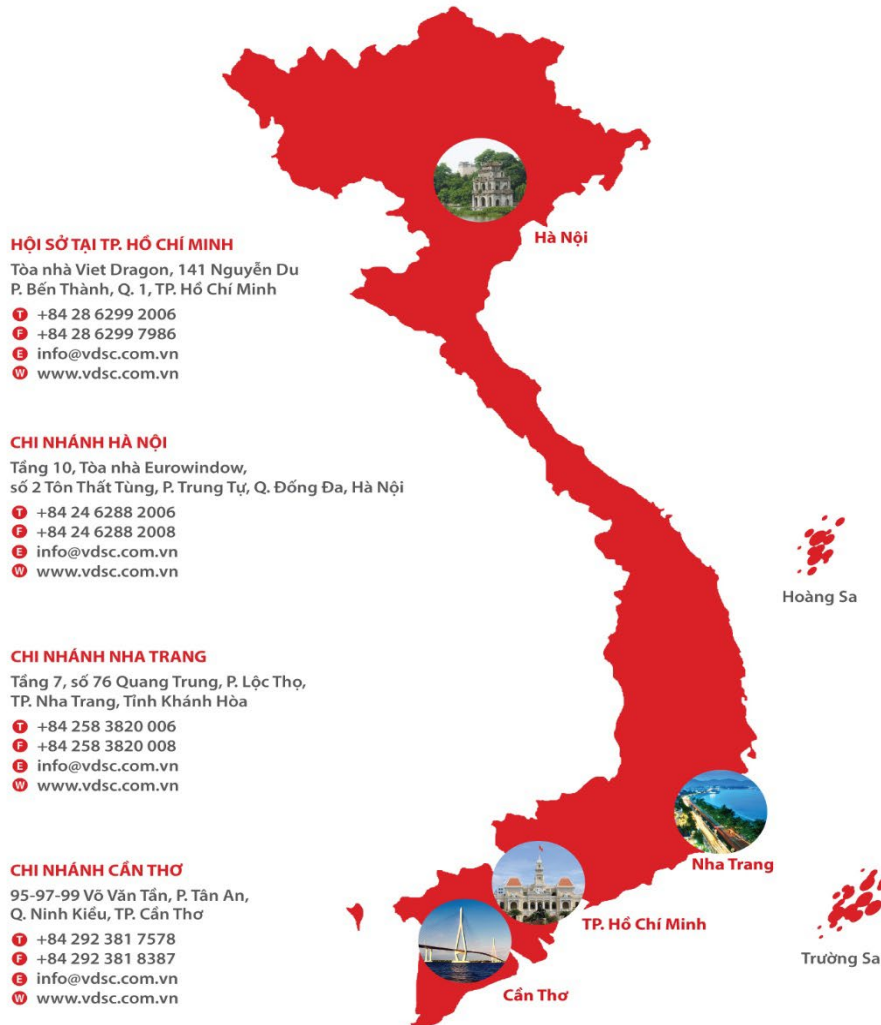 HỘI SỞ TẠI TP. HỒ CHÍ MINH
Tòa nhà Viet Dragon, 141 Nguyễn Du
P. Bến Thành, Q. 1, TP. Hồ Chí Minh
T +84 28 6299 2006
F +84 28 6299 7986
E info@vdsc.com.vn
W www.vdsc.com.vn
CHI NHÁNH HÀ NỘI
Tầng 10, Tòa nhà Eurowindow,
số 2 Tôn Thất Tùng, P. Trung Tự, Q. Đống Đa, Hà Nội
T +84 24 6288 2006
F +84 24 6288 2008
E info@vdsc.com.vn
W www.vdsc.com.vn
CHI NHÁNH NHA TRANG
Tầng 7, số 76 Quang Trung, P. Lộc Thọ,
TP. Nha Trang, Tỉnh Khánh Hòa
T +84 258 3820 006
F +84 258 3820 008
E info@vdsc.com.vn
W www.vdsc.com.vn
CHI NHÁNH CẦN THƠ
95-97-99 Võ Văn Tần, P. Tân An,
Q. Ninh Kiều, TP. Cần Thơ
T +84 292 381 7578
F +84 292 381 8387
E info@vdsc.com.vn
W www.vdsc.com.vn
Hà Nội
Hoàng Sa
Nha Trang
TP. Hồ Chí Minh
Trường Sa
Cần Thơ